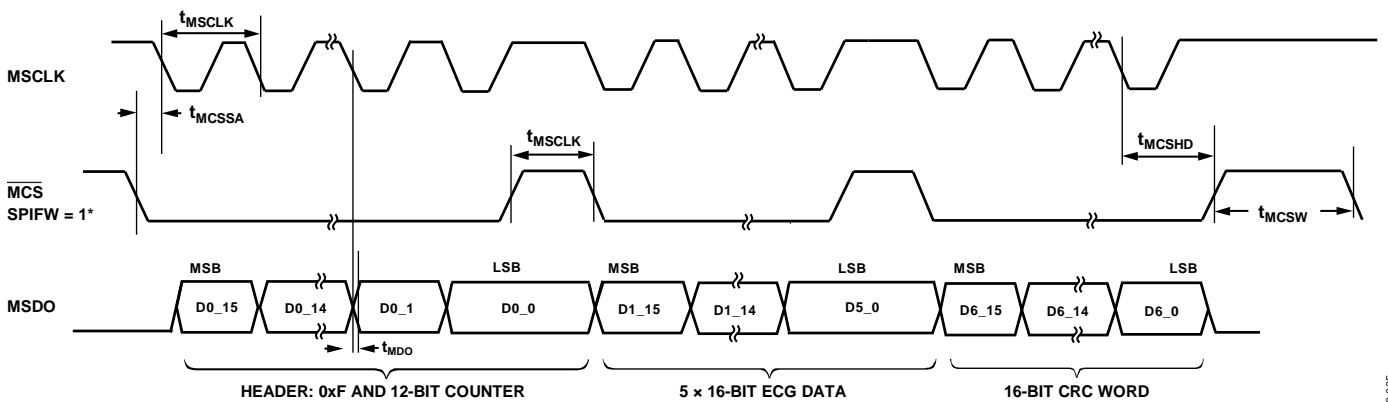 tMSCLK
MSCLK
tMCSSA
tMSCLK
tMCSHD
MCS
SPIFW = 1*
tMCSW
MSB
LSB
MSB
LSB
MSB
LSB
MSDO
D0_15
D0_14
D0_1
D0_0
D1_15
D1_14
D5_0
D6_15
D6_14
D6_0
tMDO
HEADER: 0xF AND 12-BIT COUNTER
5 × 16-BIT ECG DATA
16-BIT CRC WORD